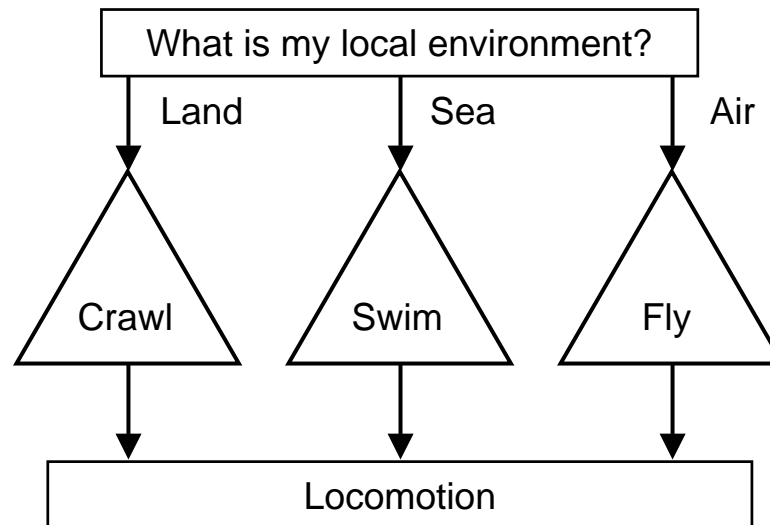 What is my local environment?
Land Sea Air
Crawl Swim Fly
Locomotion